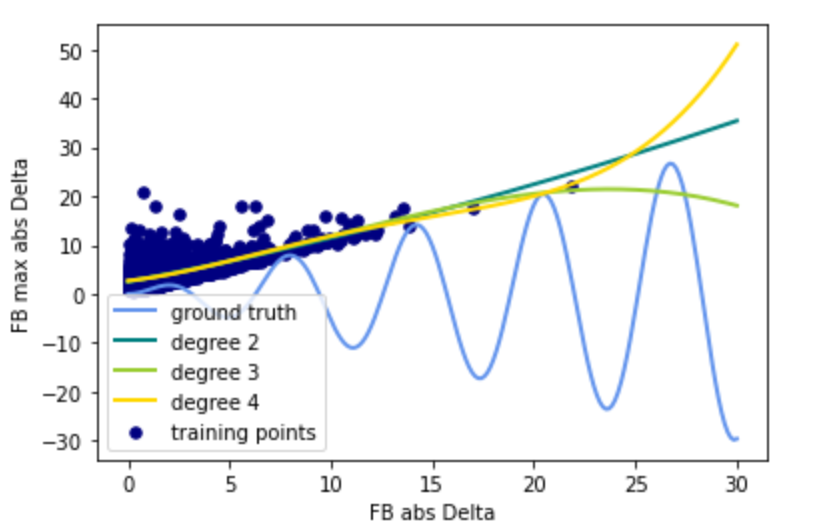 50
40
30
20
10
0
−10
−20
−30
FB max abs Delta
ground truth
degree 2
degree 3
degree 4
training points
0 5 10 15 20 25 30
FB abs Delta